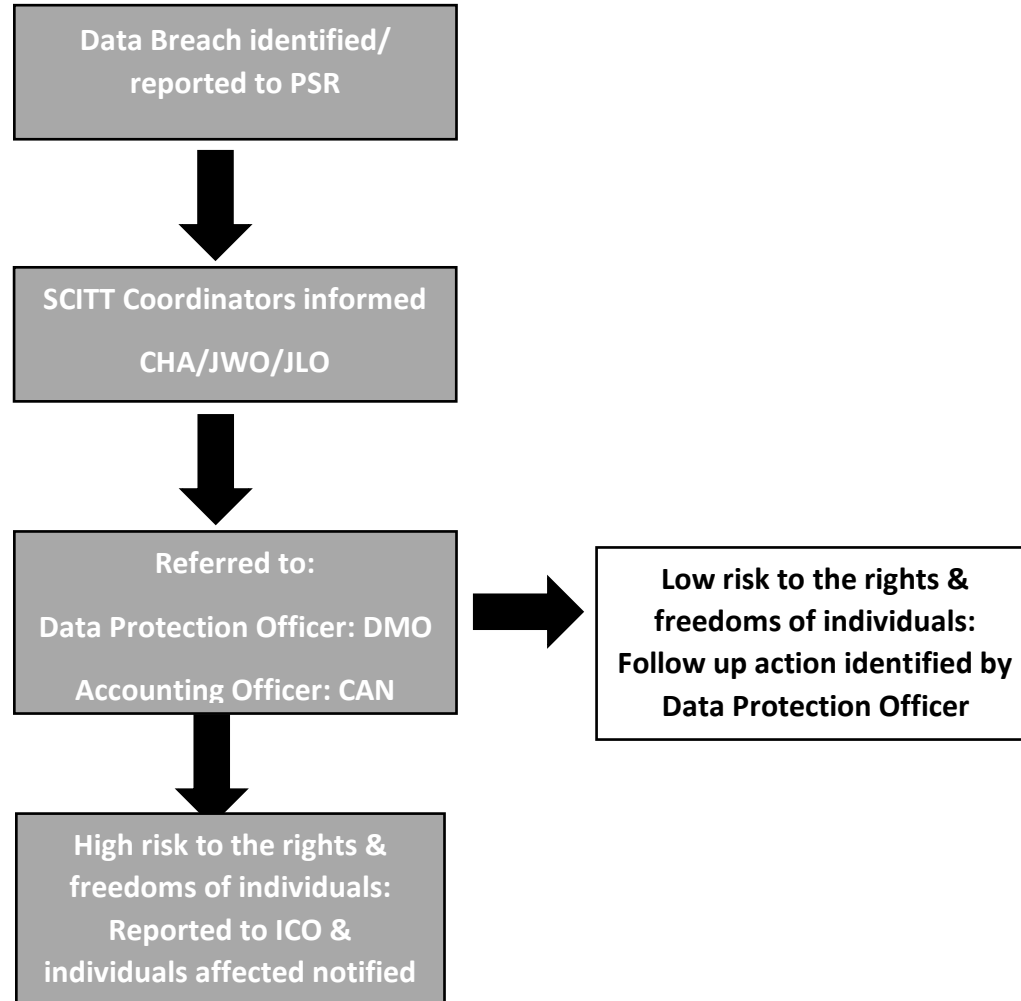 Data Breach identified/
reported to PSR
SCITT Coordinators informed
CHA/JWO/JLO
Referred to:
Data Protection Officer: DMO
Accounting Officer: CAN
Low risk to the rights &
freedoms of individuals:
Follow up action identified by
Data Protection Officer
High risk to the rights &
freedoms of individuals:
Reported to ICO &
individuals affected notified